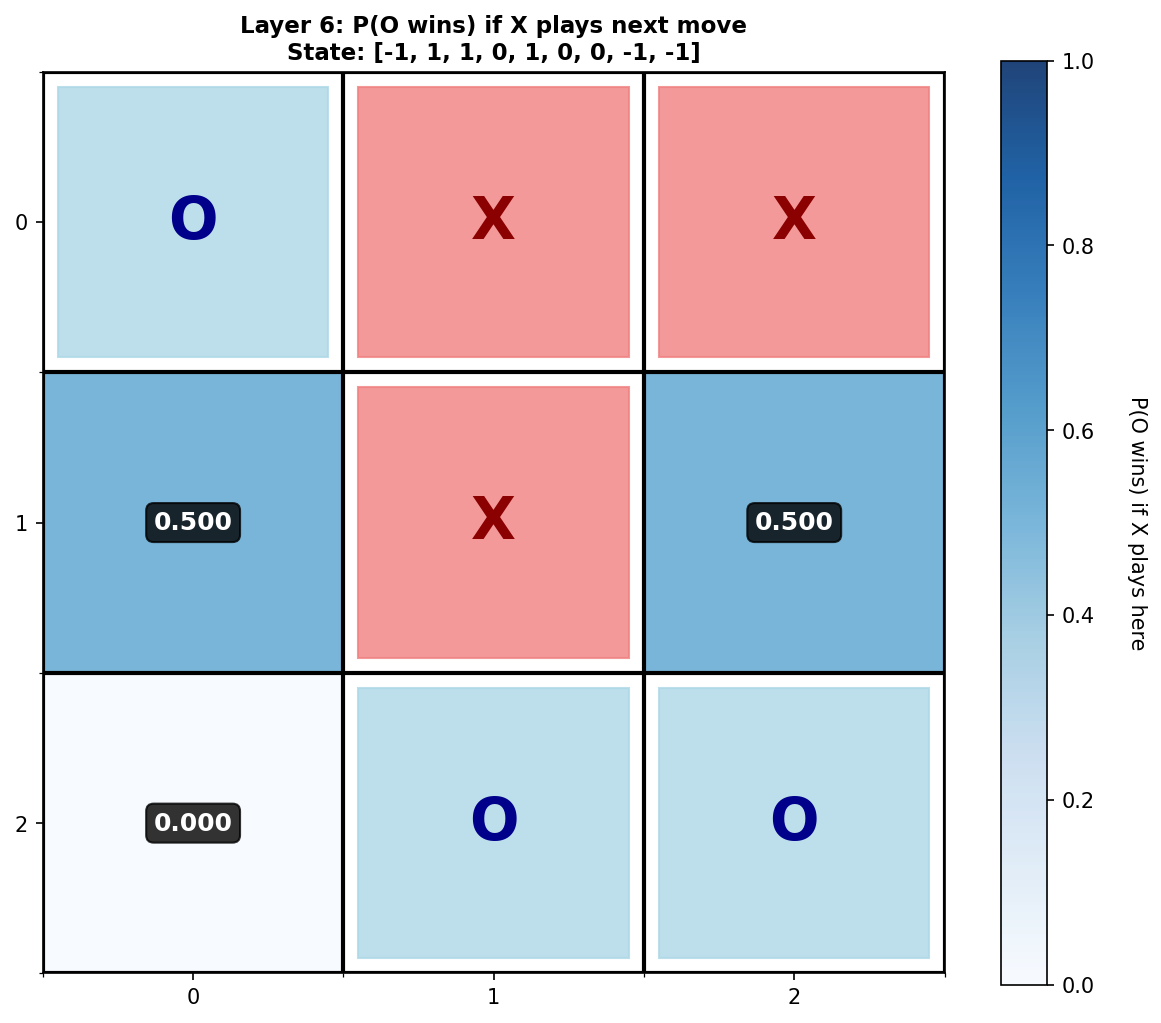 Layer 6: P(O wins) if X plays next move
State: [-1, 1, 1, 0, 1, 0, 0, -1, -1]
0
O
X
X
1
0.500
X
0.500
2
0.000
O
O
0
1
2
1.0
0.8
0.6
0.4
0.2
0.0
P(O wins) if X plays here